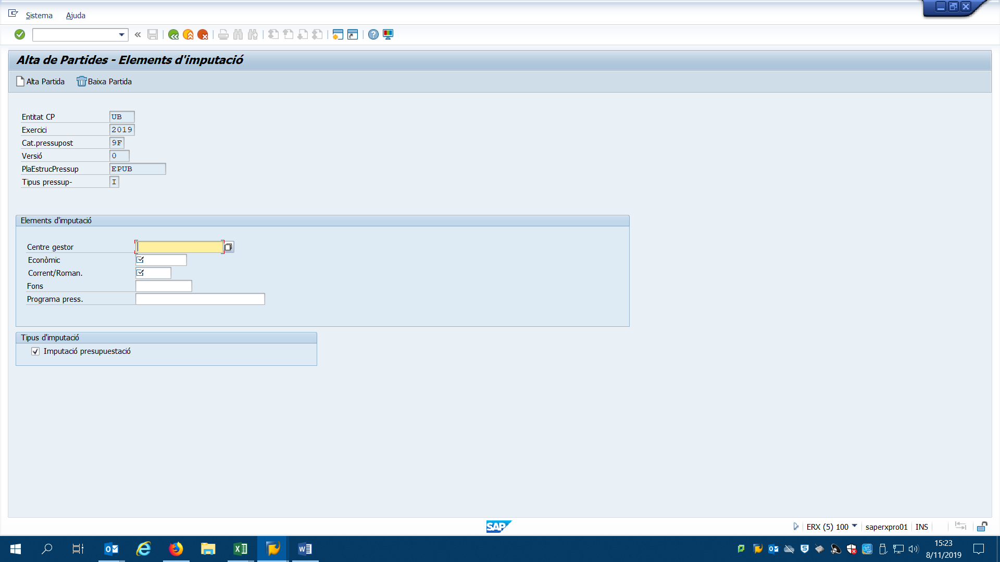 Sistema Ajuda
Alta de Partides - Elements d'imputació
Alta Partida Baixa Partida
Entitat CP UB
Exercici 2019
Cat.pressupost 9F
Versió 0
PlaEstrucPressup EPUB
Tipus pressup- I
Elements d'imputació
Centre gestor
Econòmic
Corrent/Roman.
Fons
Programa press.
Tipus d'imputació
Imputació presupuestació
SAP
ERX (5) 100 saperxpro01 INS
15:23
8/11/2019